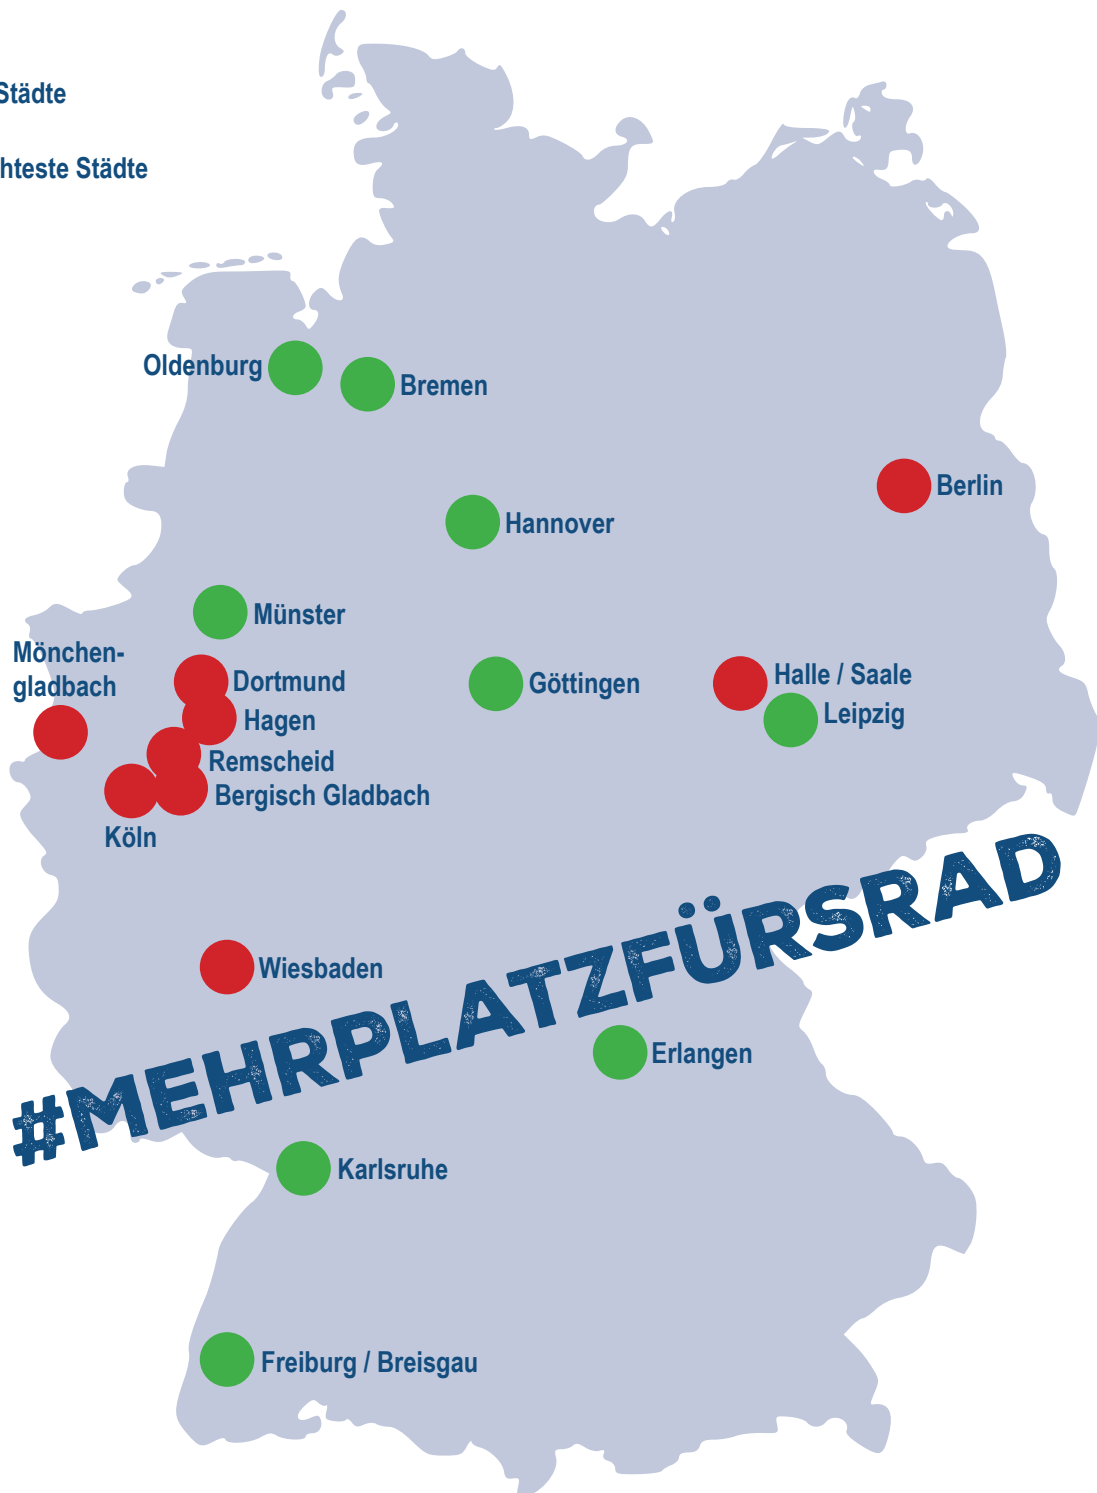 Städte
hteste Städte
Oldenburg
Bremen
Berlin
Hannover
Münster
Mönchen-
gladbach
Dortmund
Göttingen
Halle / Saale
Hagen
Leipzig
Remscheid
Bergisch Gladbach
Köln
#MEHRPLATZFÜRSRAD
Wiesbaden
Erlangen
Karlsruhe
Freiburg / Breisgau